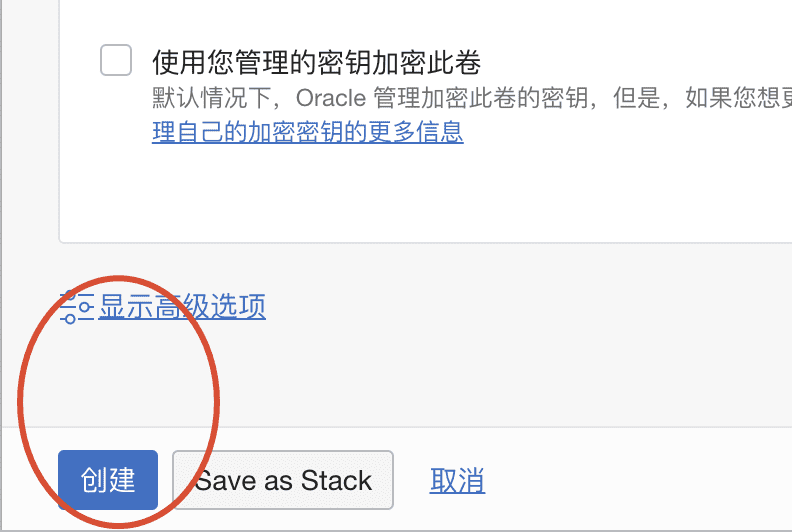 使用您管理的密钥加密此卷
默认情况下，Oracle 管理加密此卷的密钥，但是，如果您想
理自己的加密密钥的更多信息
显示高级选项
创建
Save as Stack
取消